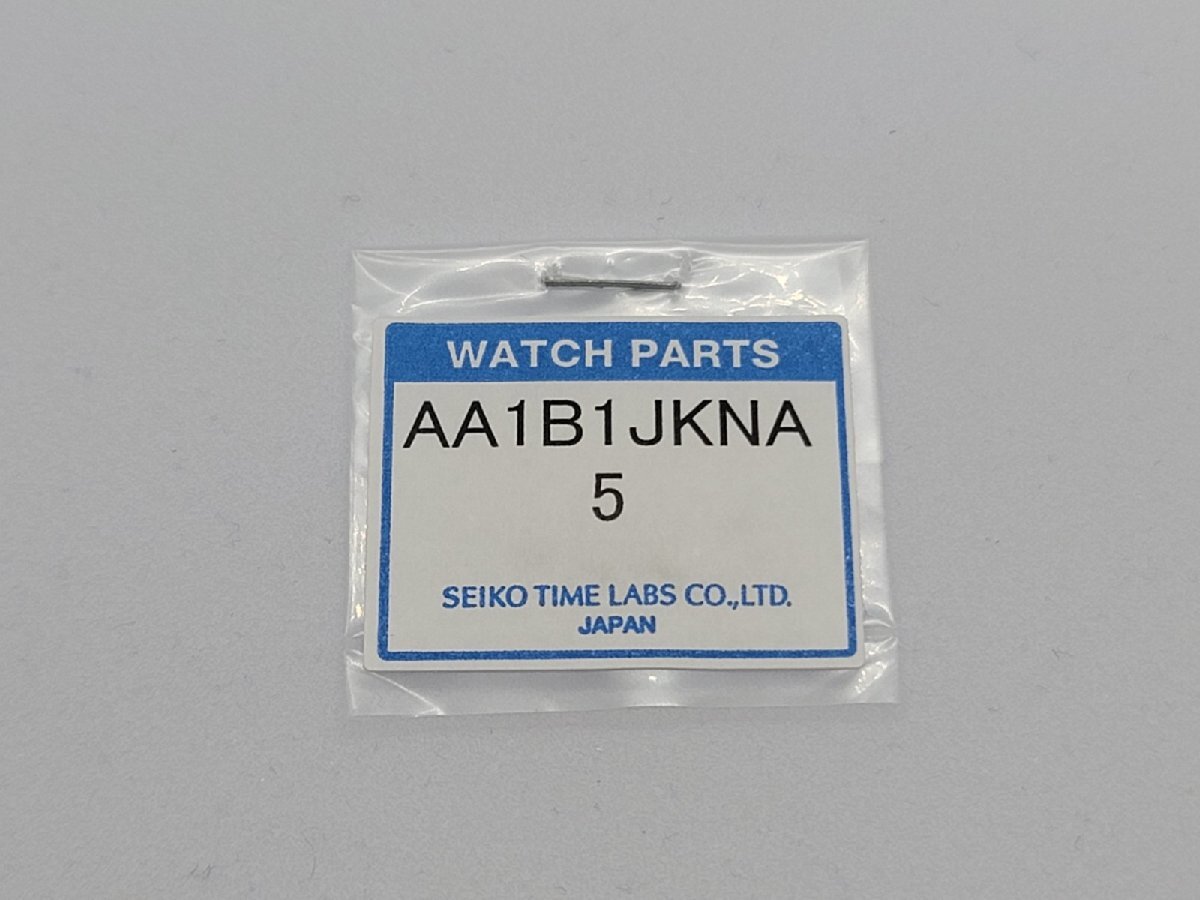 WATCH PARTS
AA1B1JKNA
5
SEIKO TIME LABS CO.,LTD.
JAPAN